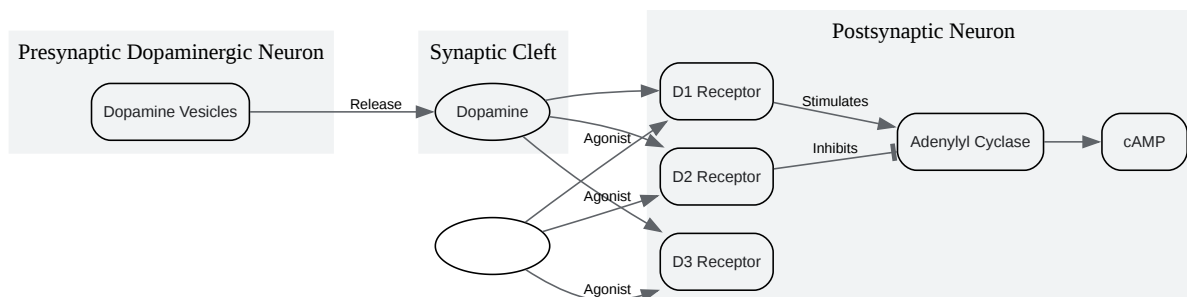 Presynaptic Dopaminergic Neuron
Synaptic Cleft
Postsynaptic Neuron
Dopamine Vesicles
Release
Dopamine
D1 Receptor
Stimulates
Adenylyl Cyclase
cAMP
Agonist
D2 Receptor
Inhibits
Agonist
D3 Receptor
Agonist